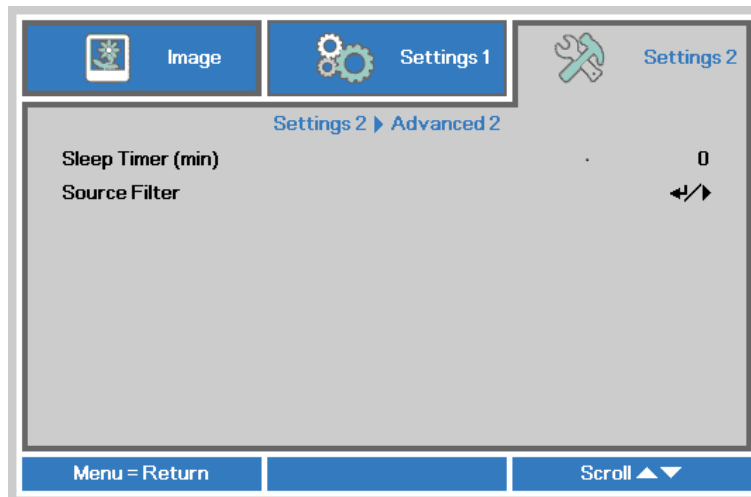 Image
Settings 1
Settings 2
Settings 2 ▶ Advanced 2
Sleep Timer (min) . 0
Source Filter ↵/▶
Menu = Return
Scroll ▲▼